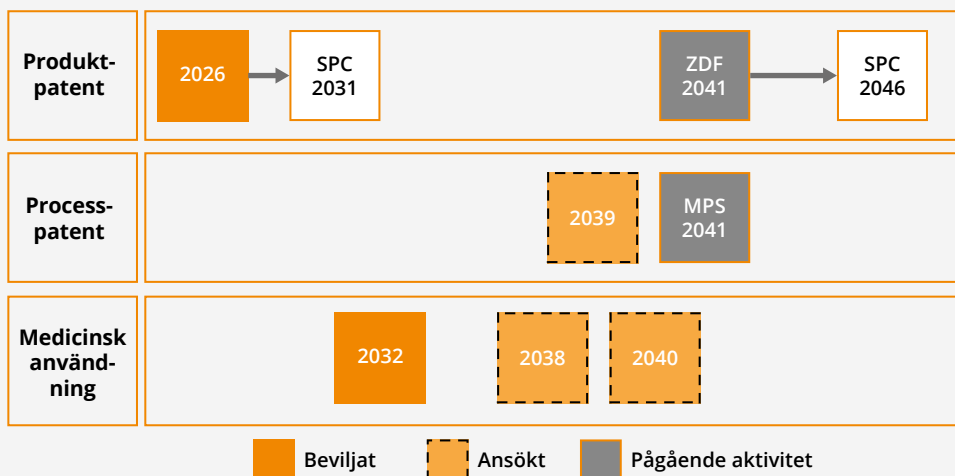 Produkt-
patent
2026
SPC
2031
ZDF
2041
SPC
2046
Process-
patent
2039
MPS
2041
Medicinsk
använd-
ning
2032
2038
2040
Beviljat
Ansökt
Pågående aktivitet